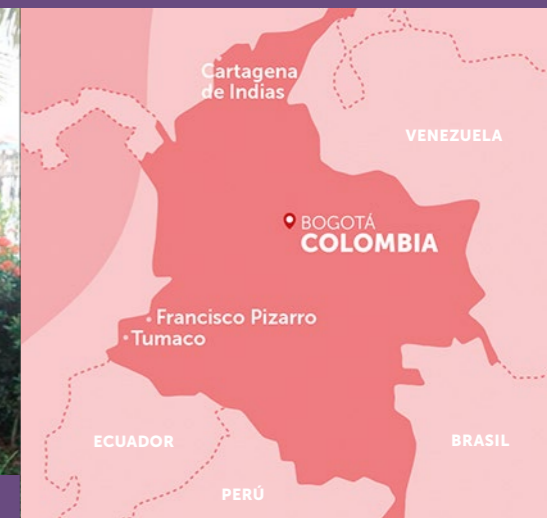 Cartagena
de Indias
VENEZUELA
BOGOTÁ
COLOMBIA
Francisco Pizarro
Tumaco
ECUADOR
BRASIL
PERÚ